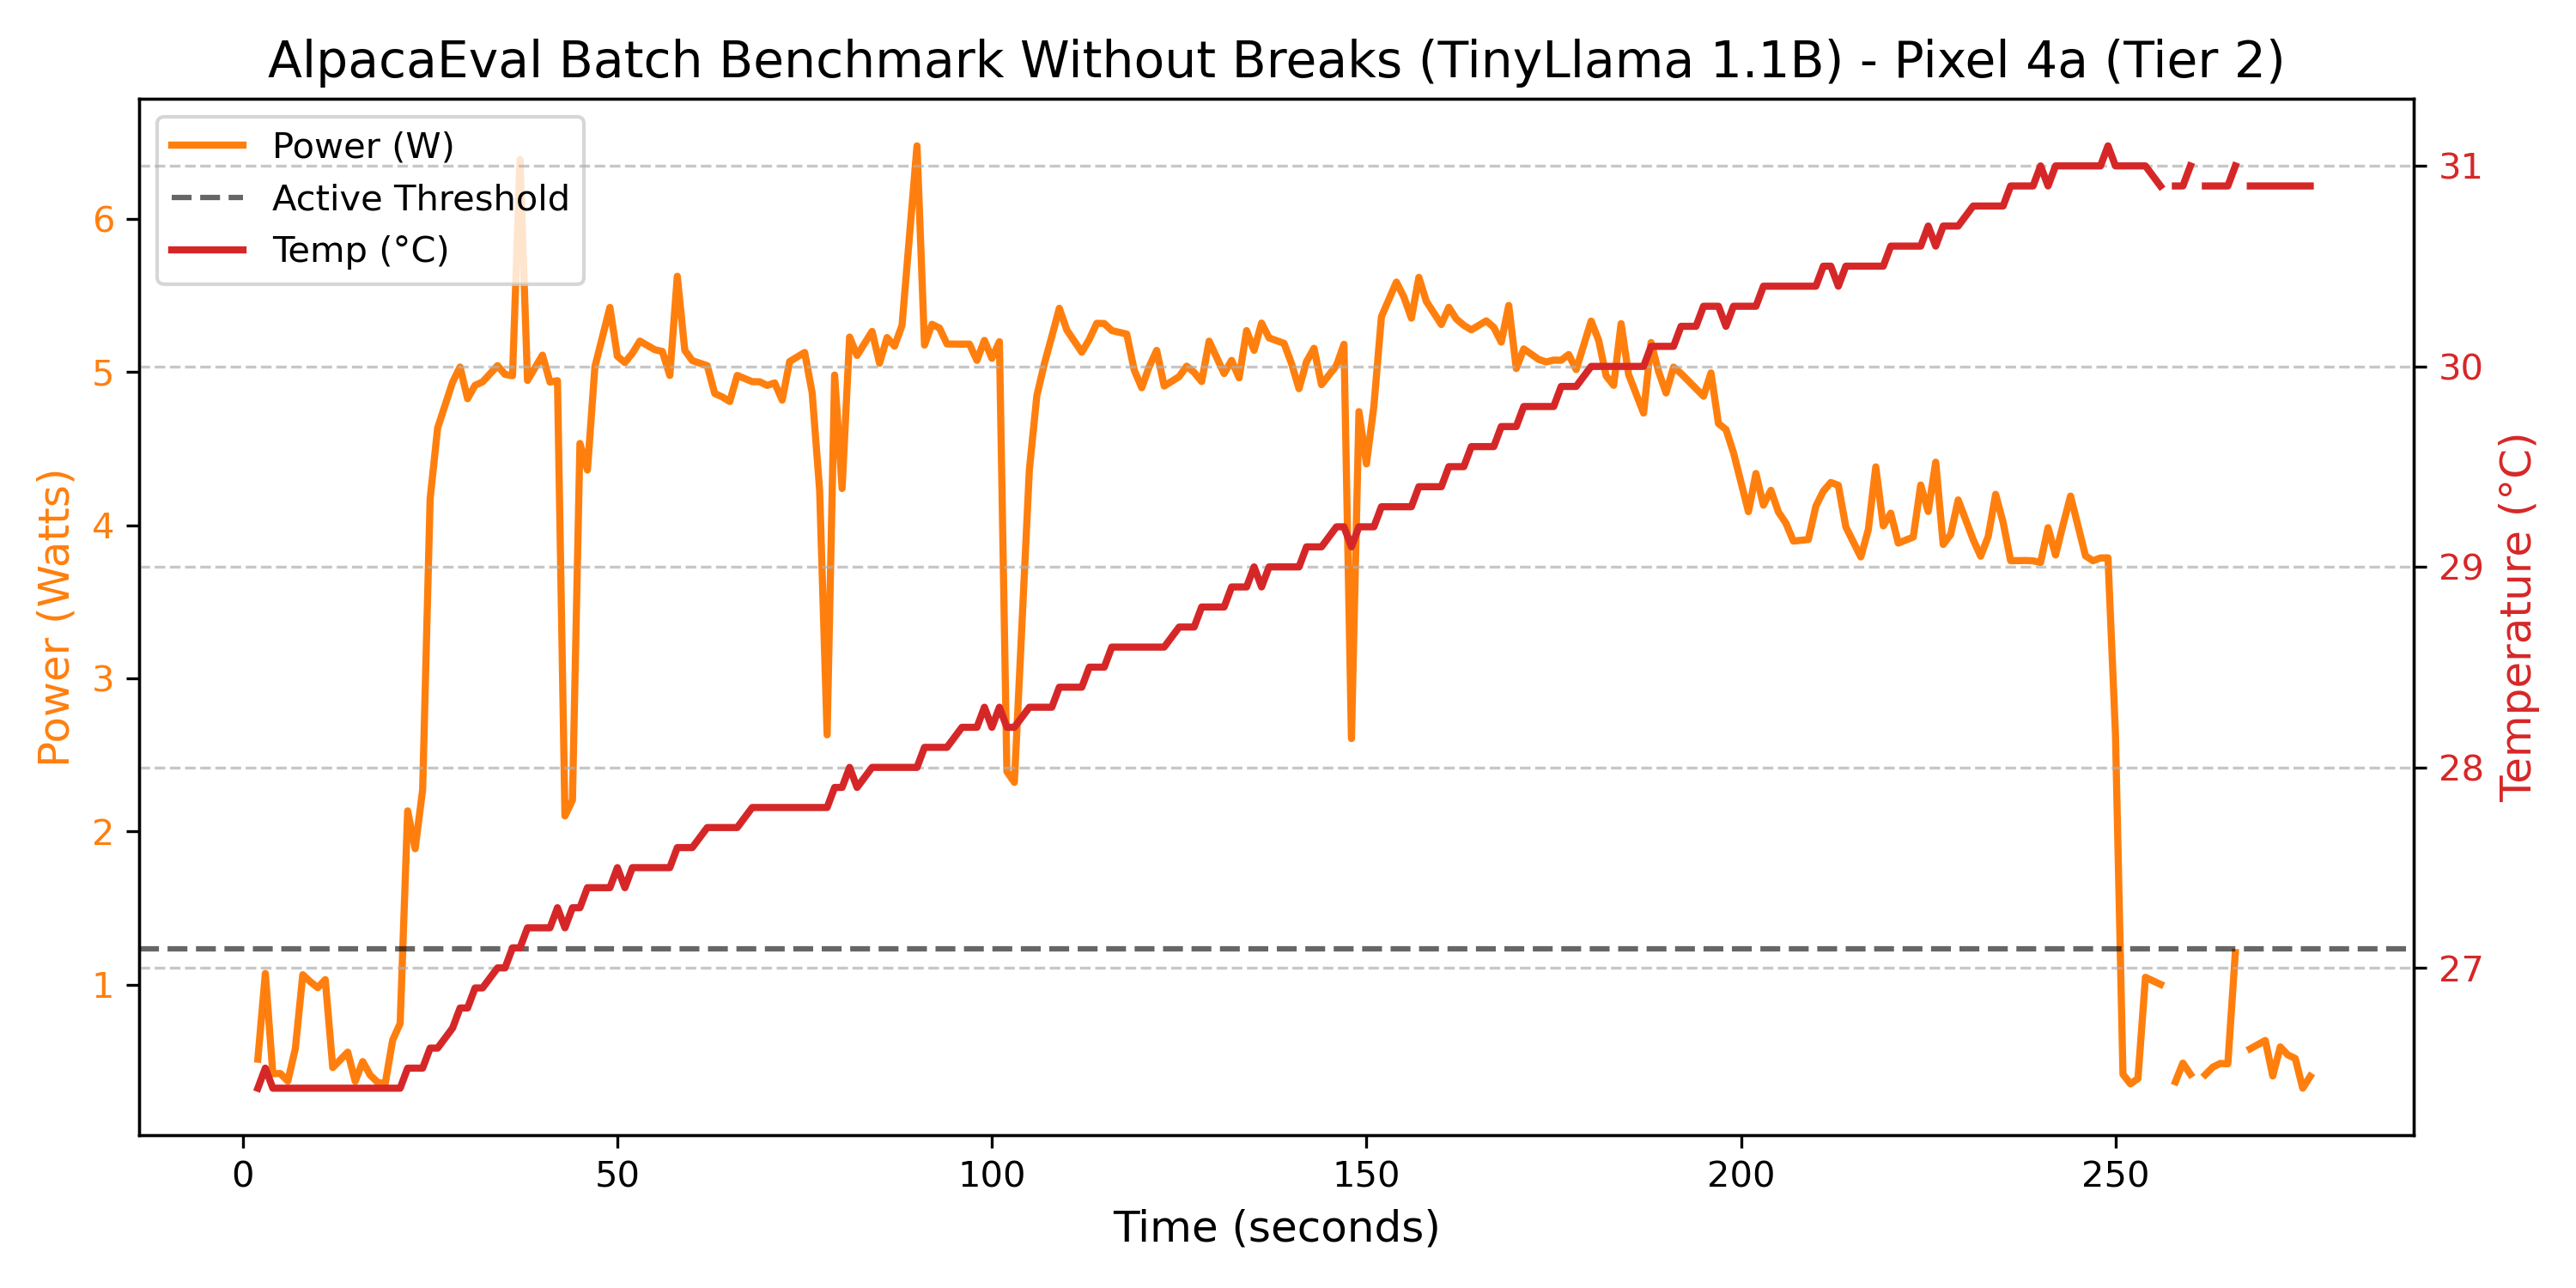 AlpacaEval Batch Benchmark Without Breaks (TinyLlama 1.1B) - Pixel 4a (Tier 2)
Power (W)
Active Threshold
Temp (°C)
Power (Watts)
6
5
4
3
2
1
31
30
29
28
27
Temperature (°C)
0 50 100 150 200 250
Time (seconds)